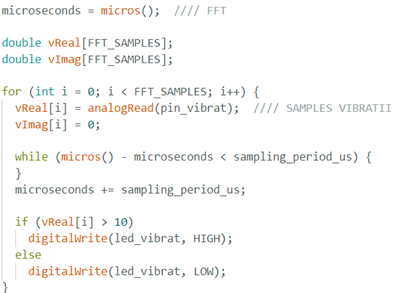 microseconds = micros();  //// FFT

double vReal[FFT_SAMPLES];
double vImag[FFT_SAMPLES];

for (int i = 0; i < FFT_SAMPLES; i++) {
  vReal[i] = analogRead(pin_vibrat);  //// SAMPLES VIBRATII
  vImag[i] = 0;

  while (micros() - microseconds < sampling_period_us) {
  }
  microseconds += sampling_period_us;

  if (vReal[i] > 10)
    digitalWrite(led_vibrat, HIGH);
  else
    digitalWrite(led_vibrat, LOW);
}